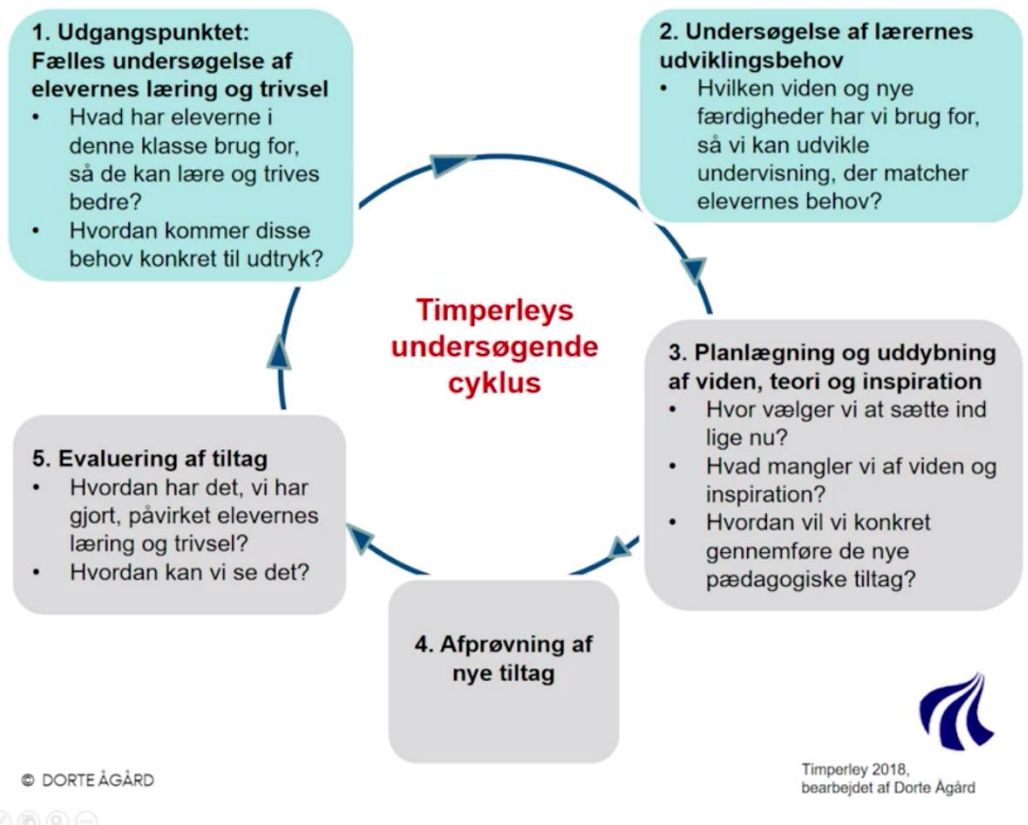 1. Udgangspunktet:
Fælles undersøgelse af
elevernes læring og trivsel
• Hvad har eleverne i
denne klasse brug for,
så de kan lære og trives
bedre?
• Hvordan kommer disse
behov konkret til udtryk?
2. Undersøgelse af lærernes
udviklingsbehov
• Hvilken viden og nye
færdigheder har vi brug for,
så vi kan udvikle
undervisning, der matcher
elevernes behov?
Timperleys
undersøgende
cyklus
3. Planlægning og uddybning
af viden, teori og inspiration
• Hvor vælger vi at sætte ind
lige nu?
• Hvad mangler vi af viden og
inspiration?
• Hvordan vil vi konkret
gennemføre de nye
pædagogiske tiltag?
4. Afprøvning af
nye tiltag
5. Evaluering af tiltag
• Hvordan har det, vi har
gjort, påvirket elevernes
læring og trivsel?
• Hvordan kan vi se det?
© DORTE ÅGÅRD
Timperley 2018,
bearbejdet af Dorte Ågård